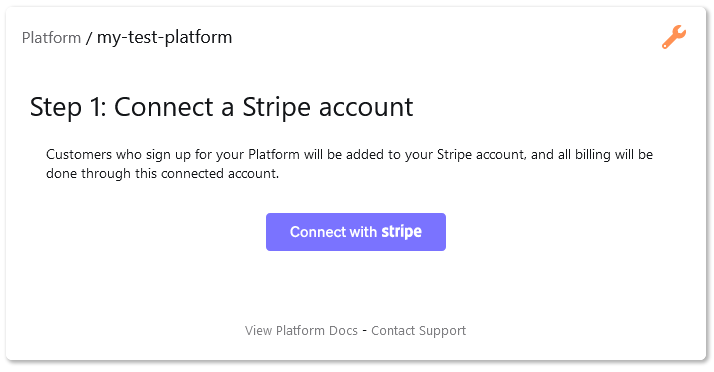 Platform / my-test-platform
Step 1: Connect a Stripe account
Customers who sign up for your Platform will be added to your Stripe account, and all billing will be
done through this connected account.
Connect with stripe
View Platform Docs - Contact Support